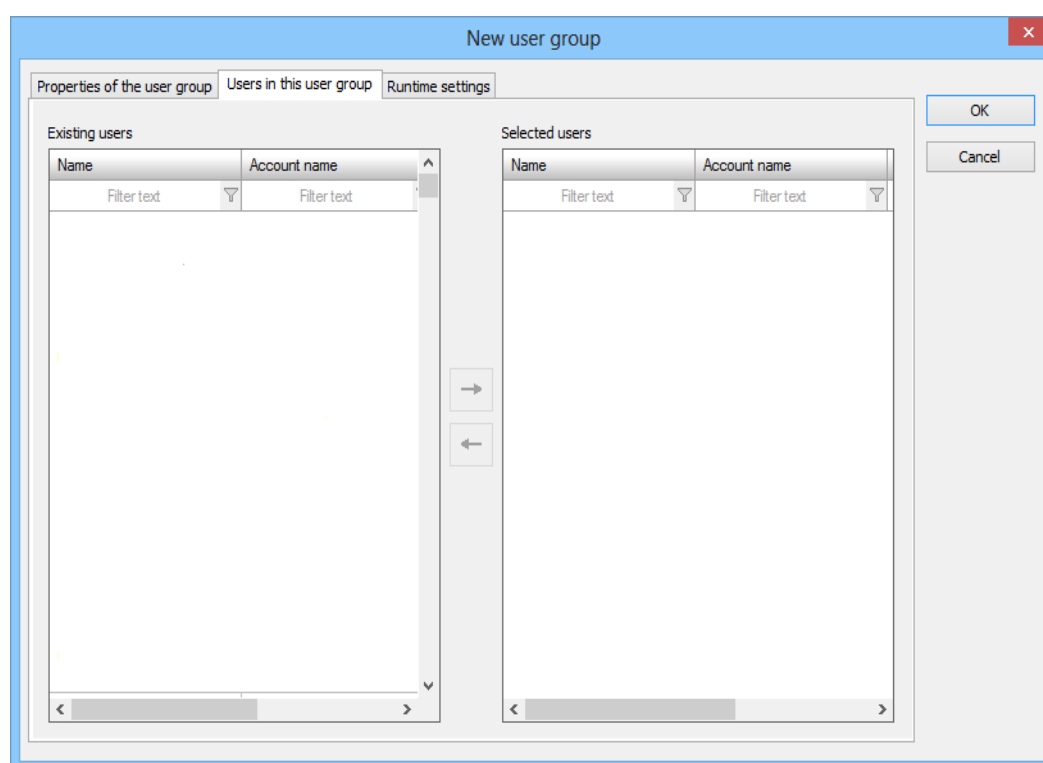 New user group
Properties of the user group Users in this user group Runtime settings
OK
Cancel
Existing users
Name Account name
Filter text Filter text
Selected users
Name Account name
Filter text Filter text